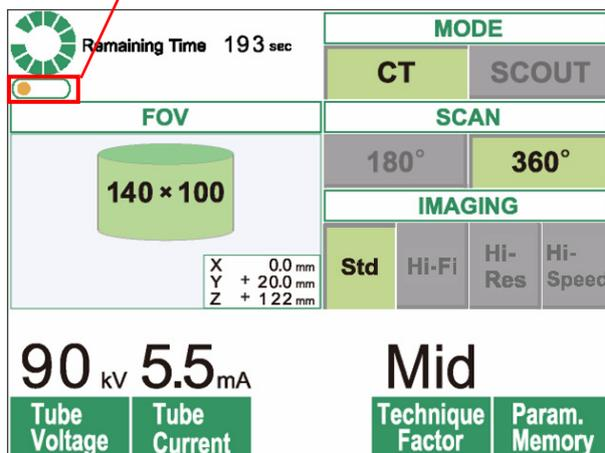 Remaining Time 193 sec
MODE
CT SCOUT
FOV
SCAN
140 × 100
180° 360°
IMAGING
X 0.0 mm
Y + 20.0 mm
Z + 122 mm
Std Hi-Fi Hi-Res Hi-Speed
90 kV 5.5 mA Mid
Tube Voltage
Tube Current
Technique Factor
Param. Memory